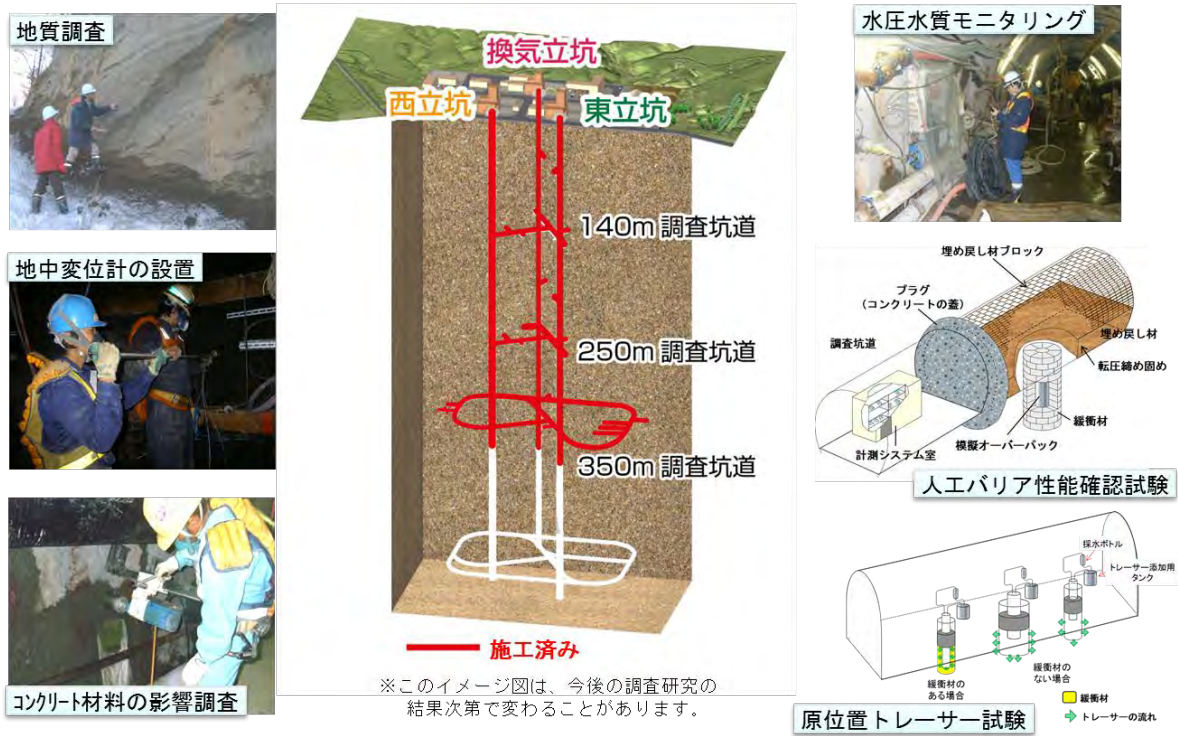 地質調査
地中変位計の設置
コンクリート材料の影響調査
換気立坑
西立坑
東立坑
140m 調査坑道
250m 調査坑道
350m 調査坑道
施工済み
※このイメージ図は、今後の調査研究の
結果次第で変わることがあります。
水圧水質モニタリング
埋め戻し材ブロック
プラグ
(コンクリートの蓋)
調査坑道
埋め戻し材
転圧締め固め
緩衝材
模擬オーバーパック
計測システム室
人工バリア性能確認試験
採水ボトル
トレーサー添加用
タンク
緩衝材の
ある場合
緩衝材の
ない場合
緩衝材
トレーサーの流れ
原位置トレーサー試験